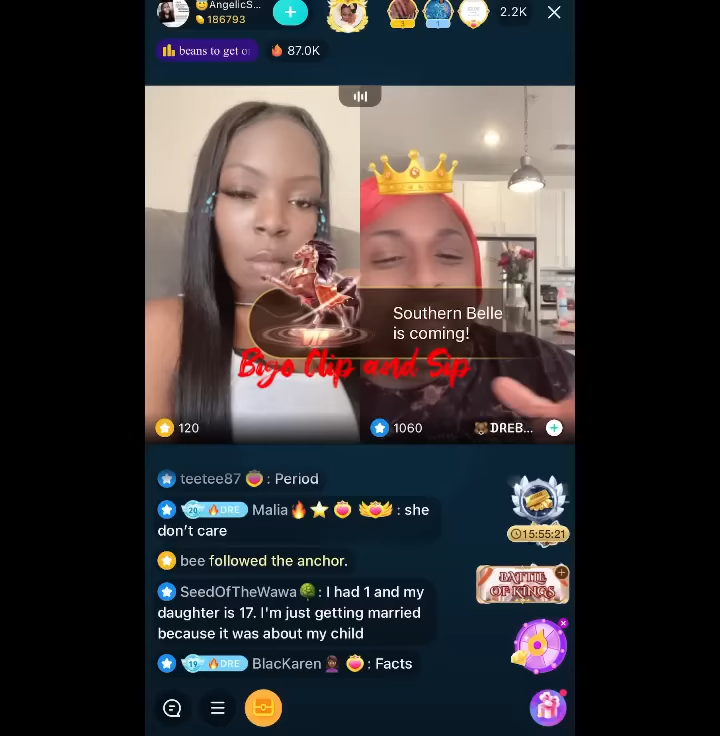 😇AngelicS...
186793
2.2K
beans to get o
87.0K
Southern Belle
is coming!
VIP
Bigo Clip and Sip
120
1060
🐻DREB...
teetee87 : Period
20 🔥DRE Malia🔥⭐ : she
don't care
bee followed the anchor.
SeedOfTheWawa🌳: I had 1 and my
daughter is 17. I'm just getting married
because it was about my child
19 🔥DRE BlacKaren : Facts
15:55:21
BATTLE
OF KINGS